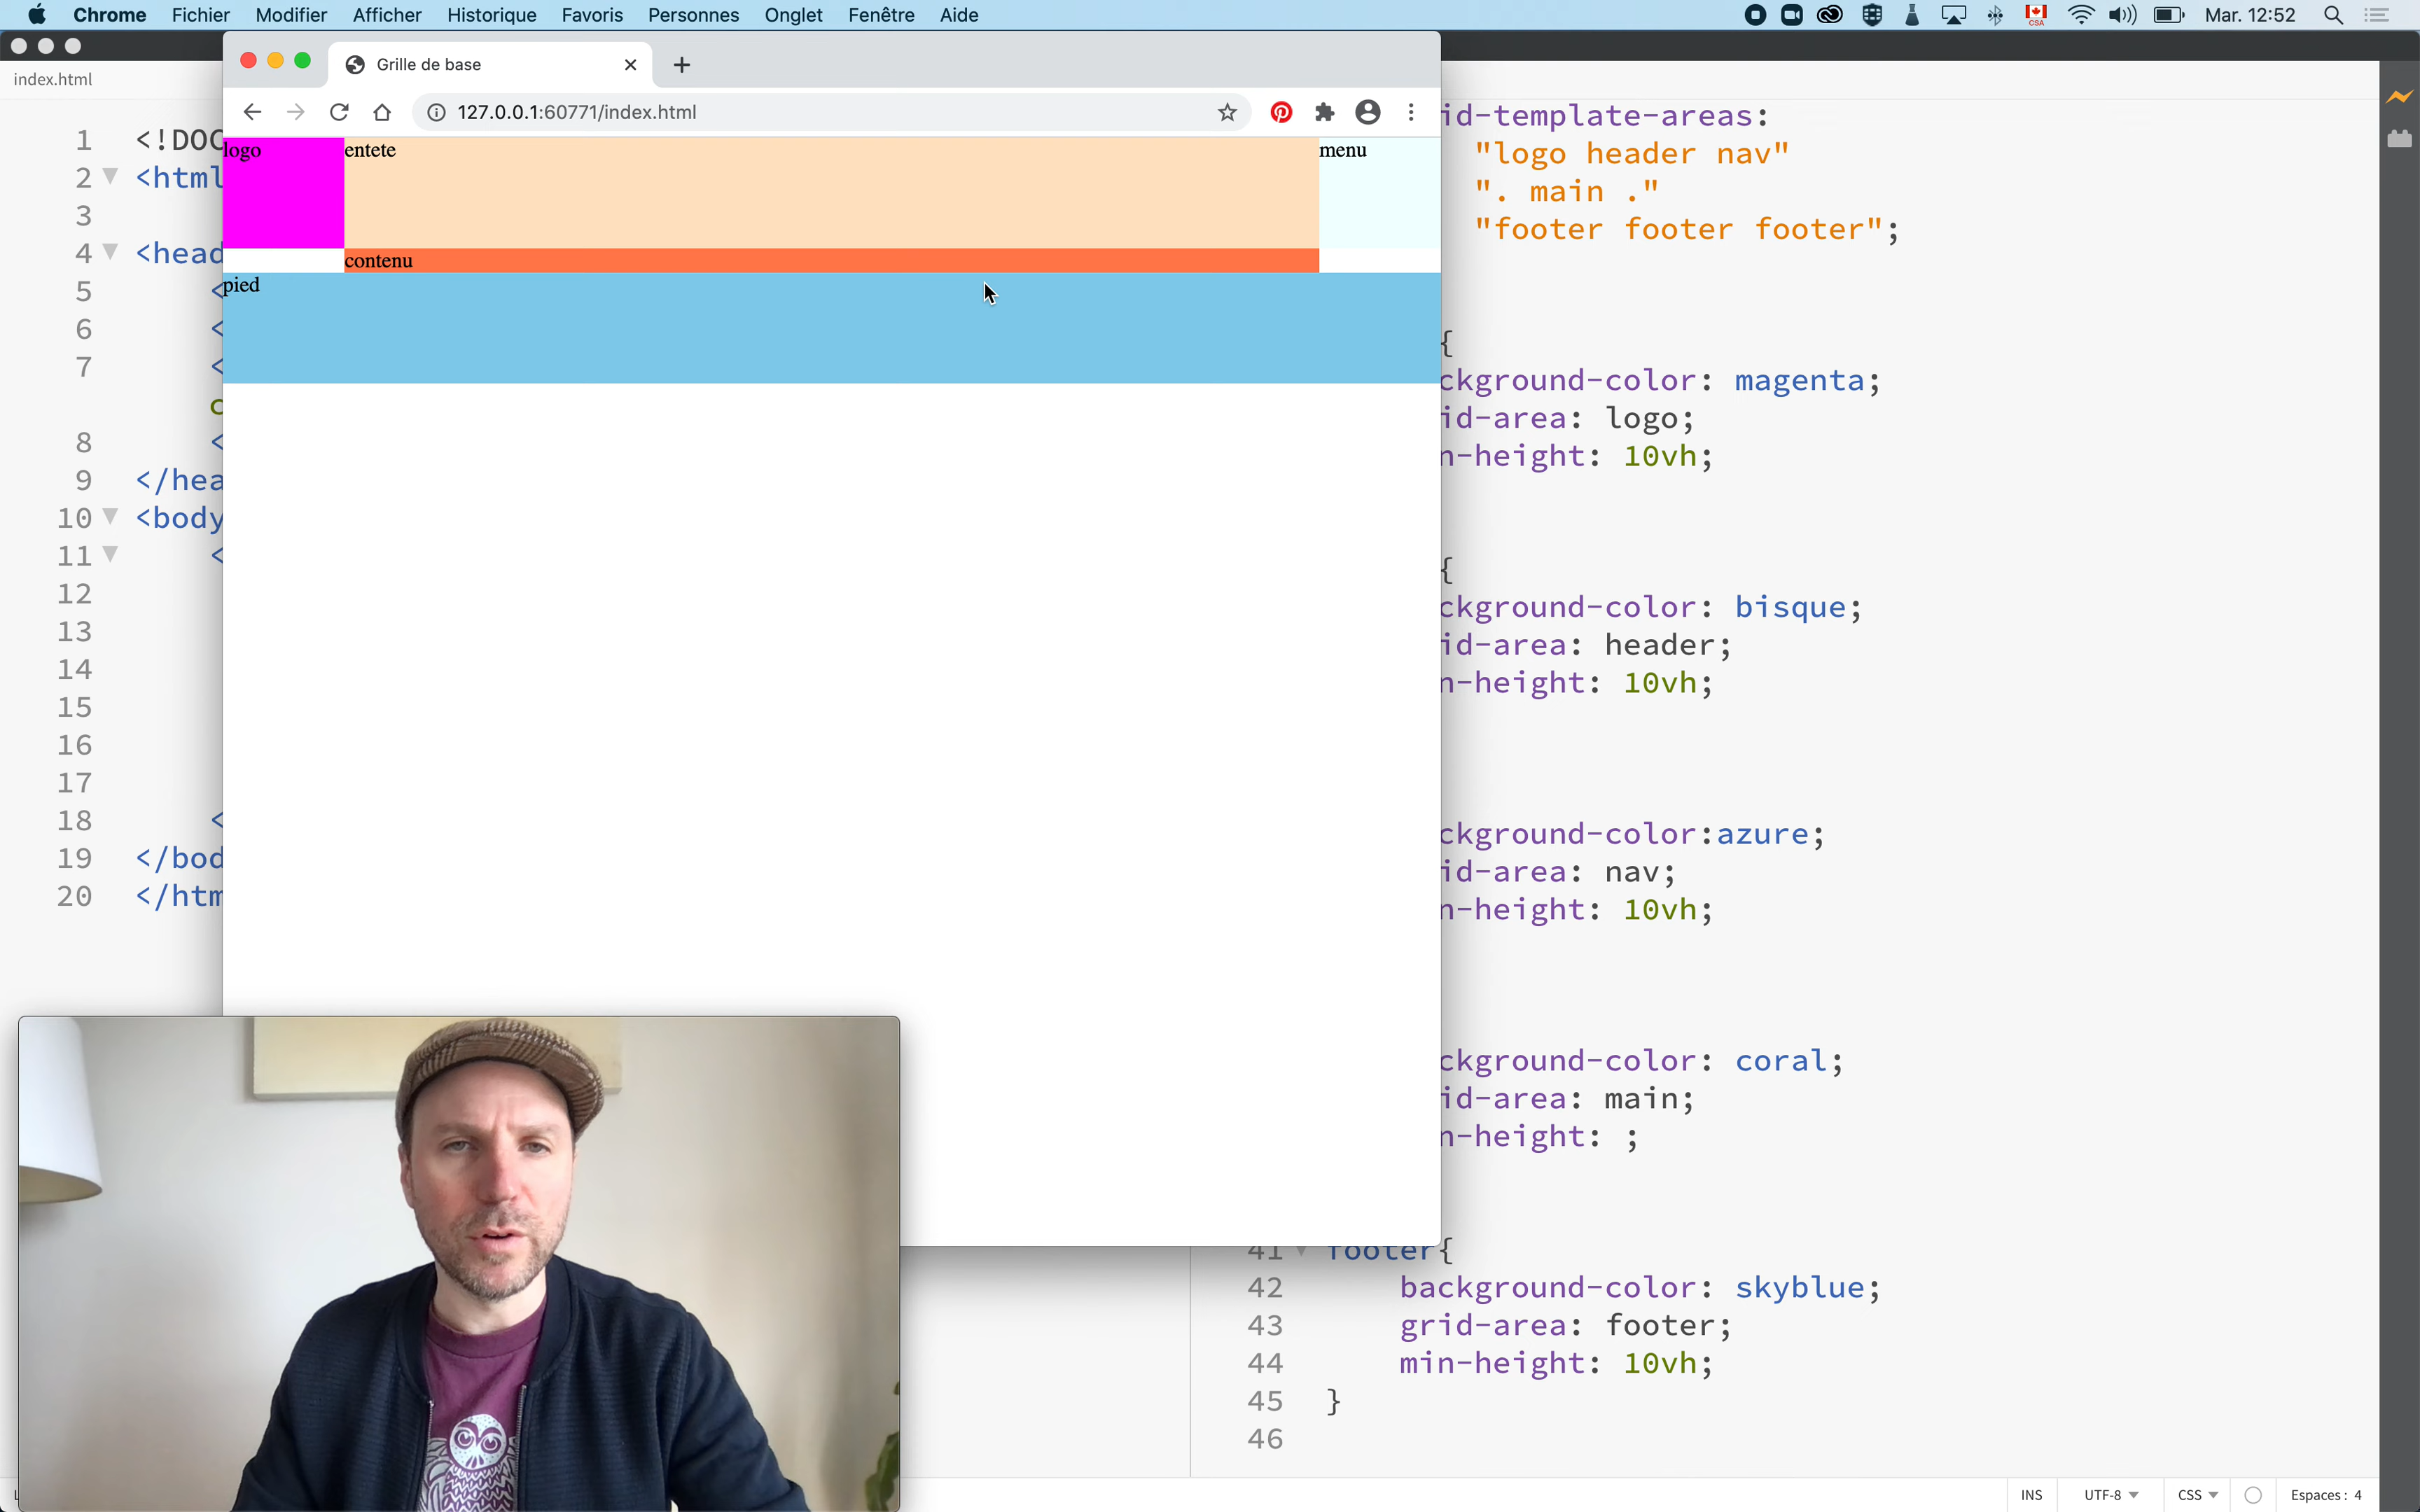 Chrome Fichier Modifier Afficher Historique Favoris Personnes Onglet Fenêtre Aide
CSA
Mar. 12:52
index.html
Grille de base
127.0.0.1:60771/index.html
1 <!DOC
2 <html
3
4 <head
5 <
6 <
7 <
8 <
9 </hea
10 <body
11 <
12
13
14
15
16
17
18 <
19 </bod
20 </htm
logo
entete
menu
contenu
pied
id-template-areas:
"logo header nav"
". main ."
"footer footer footer";
{
ckground-color: magenta;
id-area: logo;
n-height: 10vh;
{
ckground-color: bisque;
id-area: header;
n-height: 10vh;
ckground-color:azure;
id-area: nav;
n-height: 10vh;
ckground-color: coral;
id-area: main;
n-height: ;
41 footer{
42 background-color: skyblue;
43 grid-area: footer;
44 min-height: 10vh;
45 }
46
INS UTF-8 CSS Espaces : 4